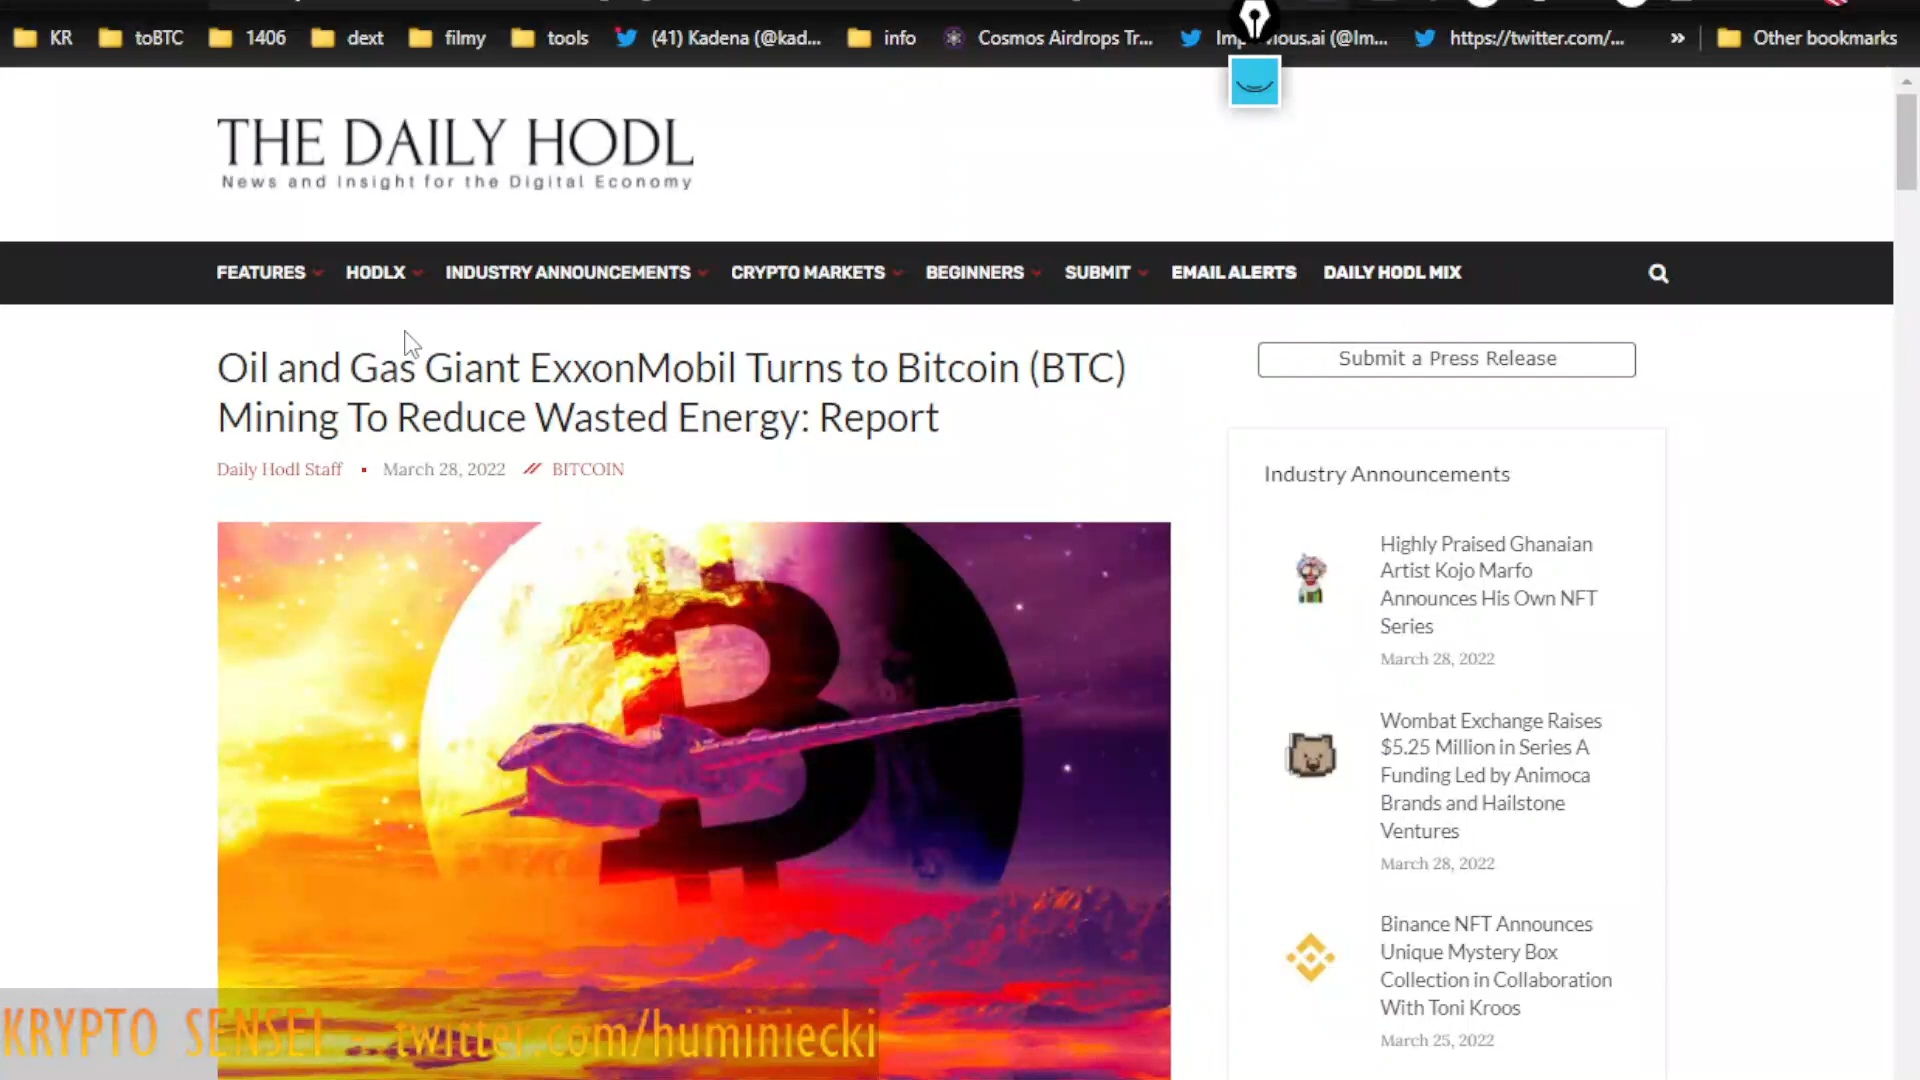 KR toBTC 1406 dext filmy tools (41) Kadena (@kad... info Cosmos Airdrops Tr... (@Im... https://twitter.com/... » Other bookmarks
THE DAILY HODL
News and Insight for the Digital Economy
FEATURES HODLX INDUSTRY ANNOUNCEMENTS CRYPTO MARKETS BEGINNERS SUBMIT EMAIL ALERTS DAILY HODL MIX
Oil and Gas Giant ExxonMobil Turns to Bitcoin (BTC)
Mining To Reduce Wasted Energy: Report
Daily Hodl Staff ▪ March 28, 2022 // BITCOIN
Submit a Press Release
Industry Announcements
Highly Praised Ghanaian
Artist Kojo Marfo
Announces His Own NFT
Series
March 28, 2022
Wombat Exchange Raises
$5.25 Million in Series A
Funding Led by Animoca
Brands and Hailstone
Ventures
March 28, 2022
Binance NFT Announces
Unique Mystery Box
Collection in Collaboration
With Toni Kroos
March 25, 2022
KRYPTO SENSEI - twitter.com/huminiecki